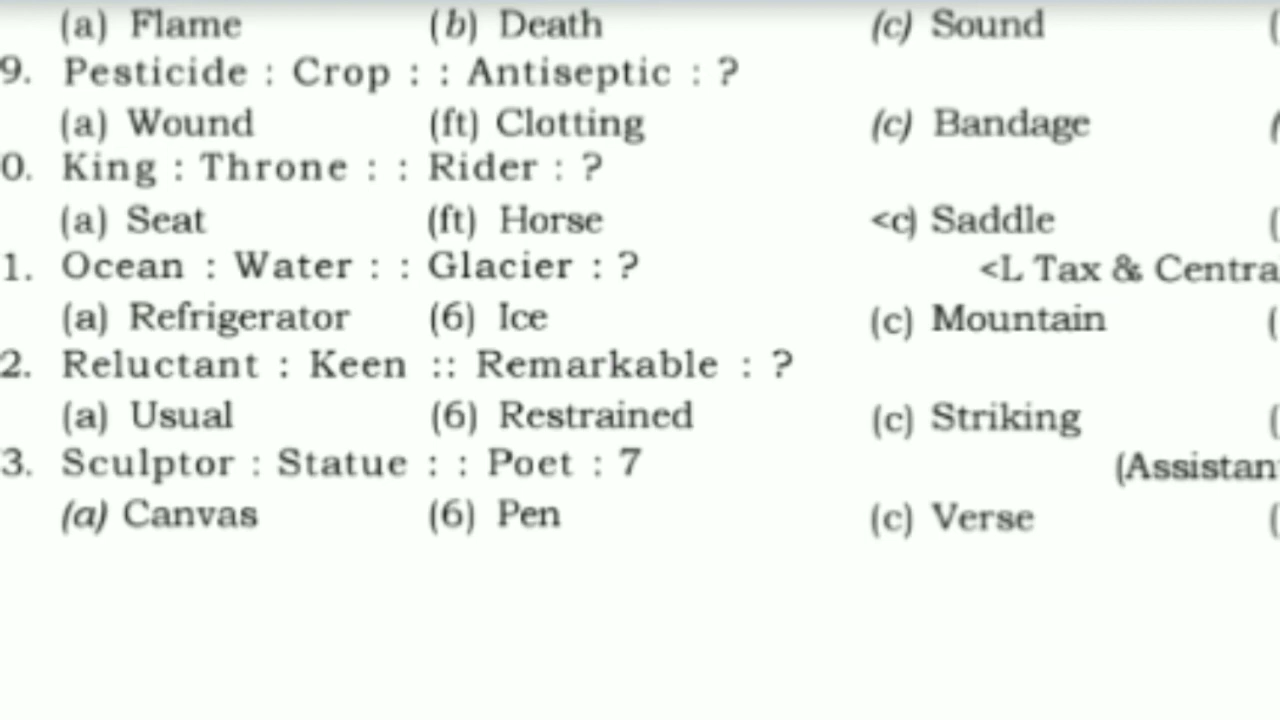 (a) Flame (b) Death (c) Sound (
9. Pesticide : Crop : : Antiseptic : ?
(a) Wound (ft) Clotting (c) Bandage (
0. King : Throne : : Rider : ?
(a) Seat (ft) Horse <c) Saddle (
1. Ocean : Water : : Glacier : ?
<L Tax & Centra
(a) Refrigerator (6) Ice (c) Mountain (
2. Reluctant : Keen :: Remarkable : ?
(a) Usual (6) Restrained (c) Striking (
3. Sculptor : Statue : : Poet : 7
(Assistan
(a) Canvas (6) Pen (c) Verse (